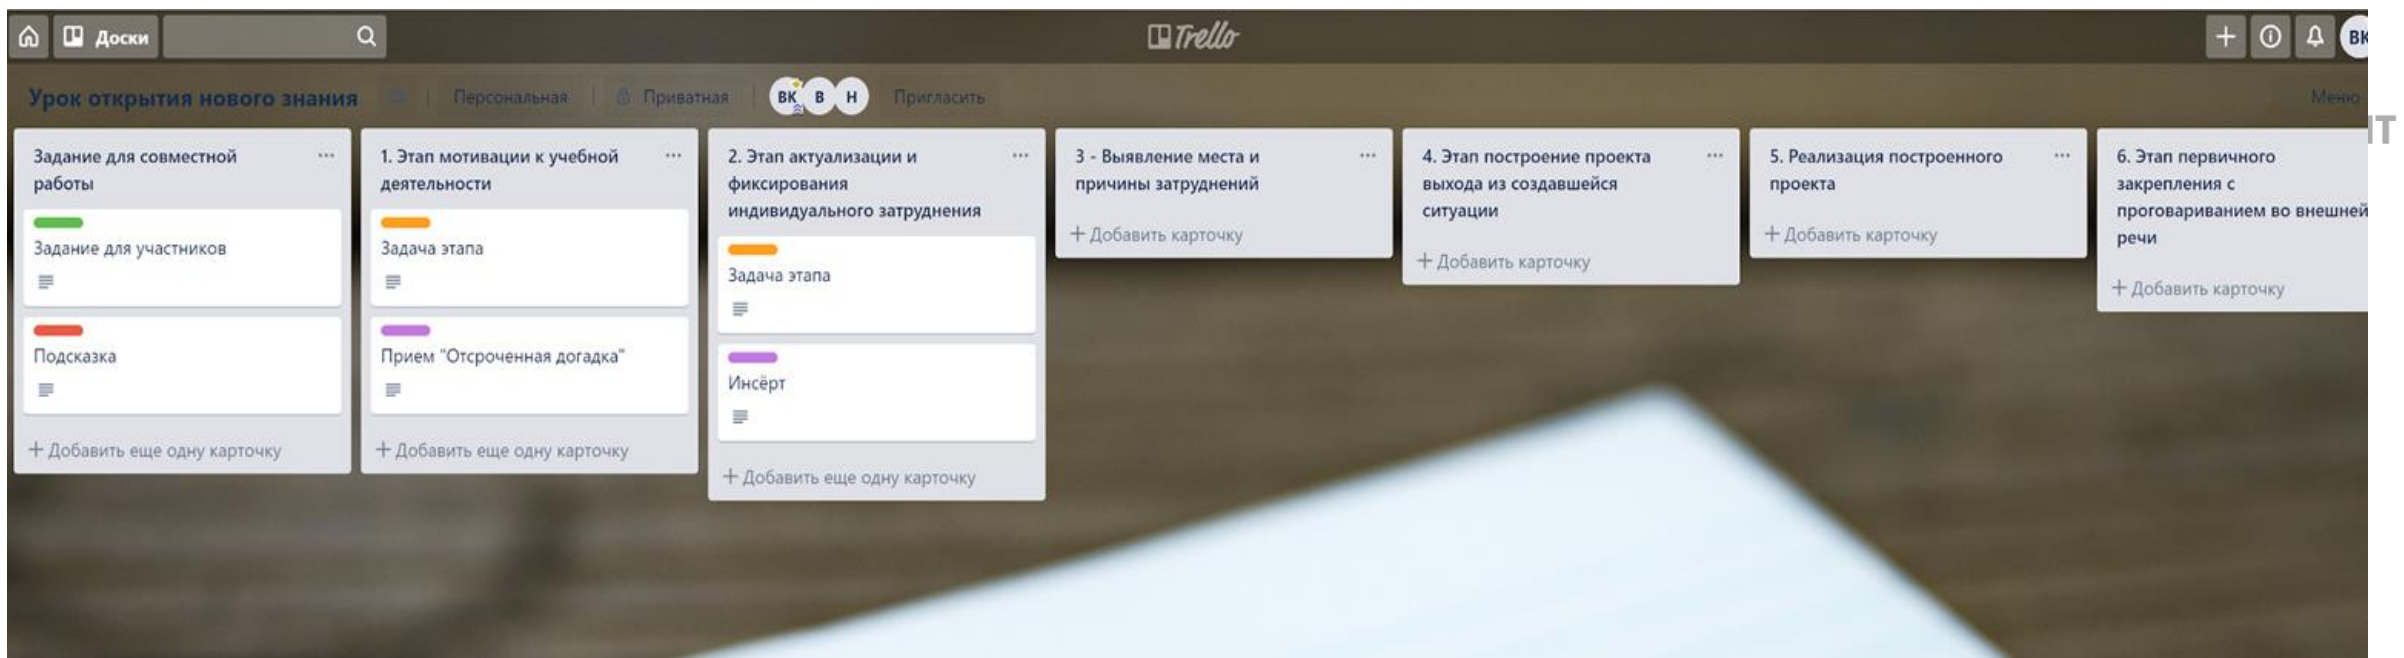 Доски
Trello
ВК
Урок открытия нового знания
Персональная
Приватная
ВК В Н
Пригласить
Меню
Задание для совместной
работы
Задание для участников
Подсказка
+ Добавить еще одну карточку
1. Этап мотивации к учебной
деятельности
Задача этапа
Прием "Отсроченная догадка"
+ Добавить еще одну карточку
2. Этап актуализации и
фиксирования
индивидуального затруднения
Задача этапа
Инсёрт
+ Добавить еще одну карточку
3 - Выявление места и
причины затруднений
+ Добавить карточку
4. Этап построение проекта
выхода из создавшейся
ситуации
+ Добавить карточку
5. Реализация построенного
проекта
+ Добавить карточку
6. Этап первичного
закрепления с
проговариванием во внешней
речи
+ Добавить карточку